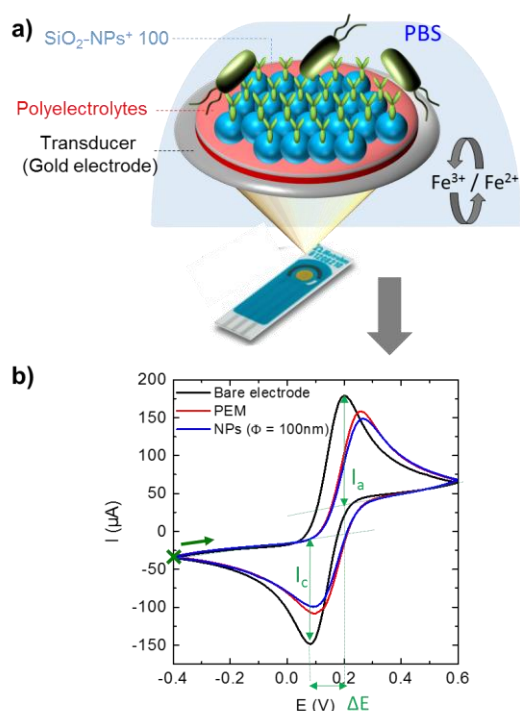 a)
SiO₂-NPs⁺ 100
PBS
Polyelectrolytes
Transducer
(Gold electrode)
Fe³⁺ / Fe²⁺
b)
200
150
100
50
0
-50
-100
-150
I (µA)
Bare electrode
PEM
NPs (Φ = 100nm)
Iₐ
I꜀
-0.4 -0.2 0.0 0.2 0.4 0.6
E (V)
ΔE